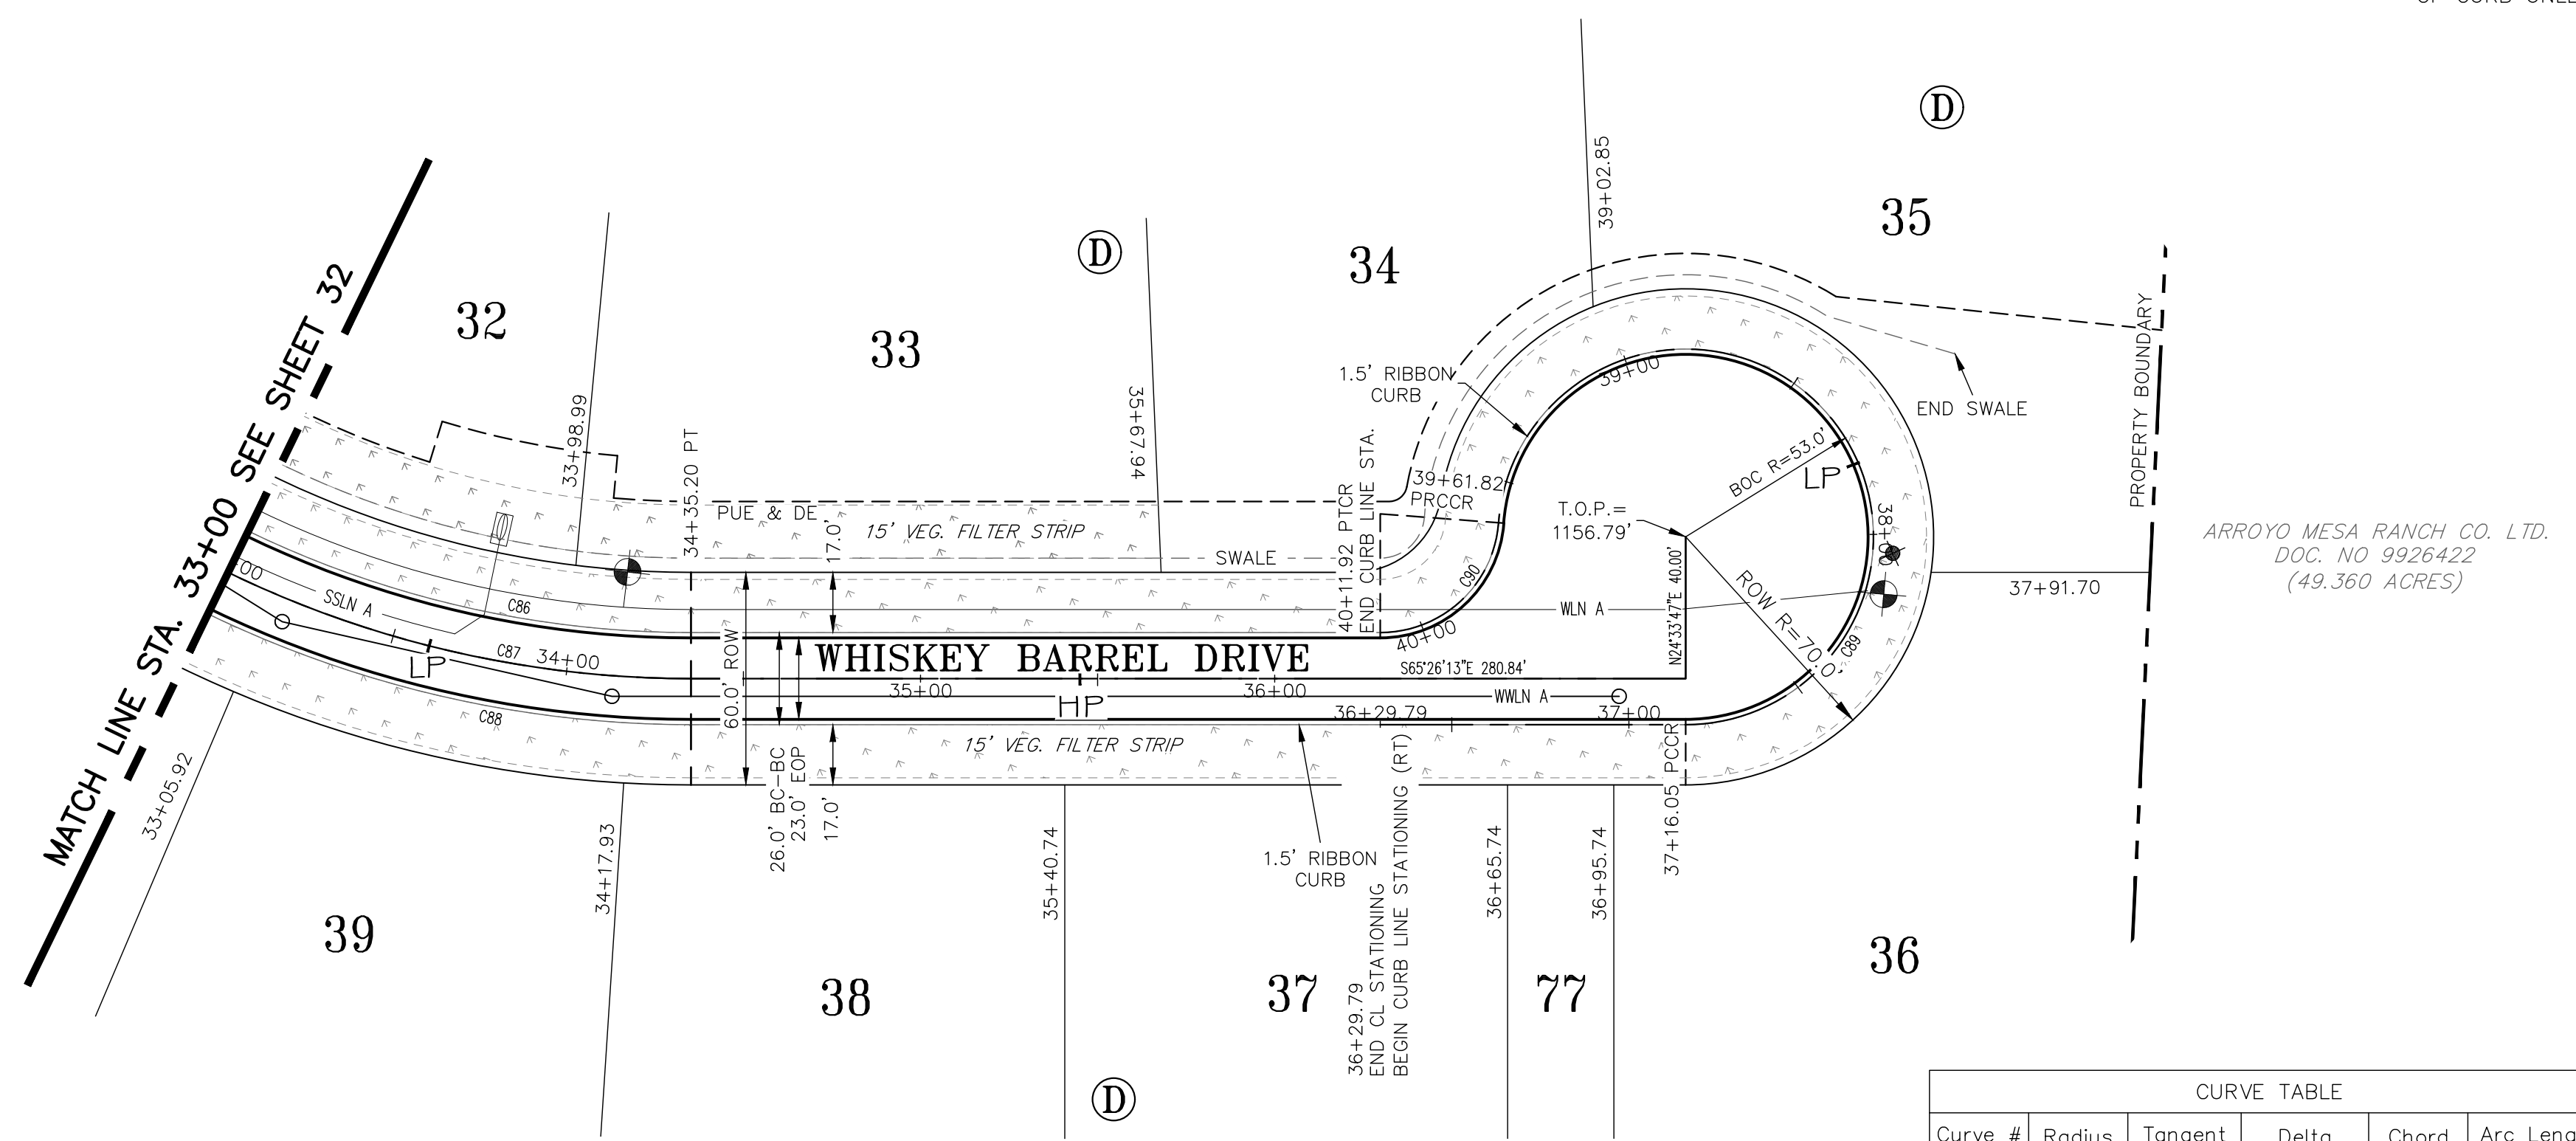 D
35
34
D
39+02.85
32
33
MATCH LINE STA. 33+00 SEE SHEET 32
33+98.99
34+35.20 PT
35+67.94
1.5' RIBBON
CURB
39+00
END SWALE
PROPERTY BOUNDARY
BOC R=53.0'
LP
39+61.82
PRCCR
40+11.92 PTCR
END CURB LINE STA.
T.O.P.=
1156.79'
38+00
ARROYO MESA RANCH CO. LTD.
DOC. NO 9926422
(49.360 ACRES)
PUE & DE
17.0'
15' VEG. FILTER STRIP
SWALE
37+91.70
ROW R=70.0'
N24°33'47"E 40.00'
C90
C89
WLN A
SSLN A
C86
C87
34+00
LP
C88
60.0' ROW
40+00
WHISKEY BARREL DRIVE
S65°26'13"E 280.84'
35+00
36+00
HP
WWLN A
36+29.79
37+00
15' VEG. FILTER STRIP
26.0' BC-BC
23.0' EOP
17.0'
33+05.92
34+17.93
35+40.74
1.5' RIBBON
CURB
36+29.79
END CL STATIONING
BEGIN CURB LINE STATIONING (RT)
36+65.74
36+95.74
37+16.05 PCCR
39
38
37
77
36
D
CURVE TABLE
Curve # Radius Tangent Delta Chord Arc Leng